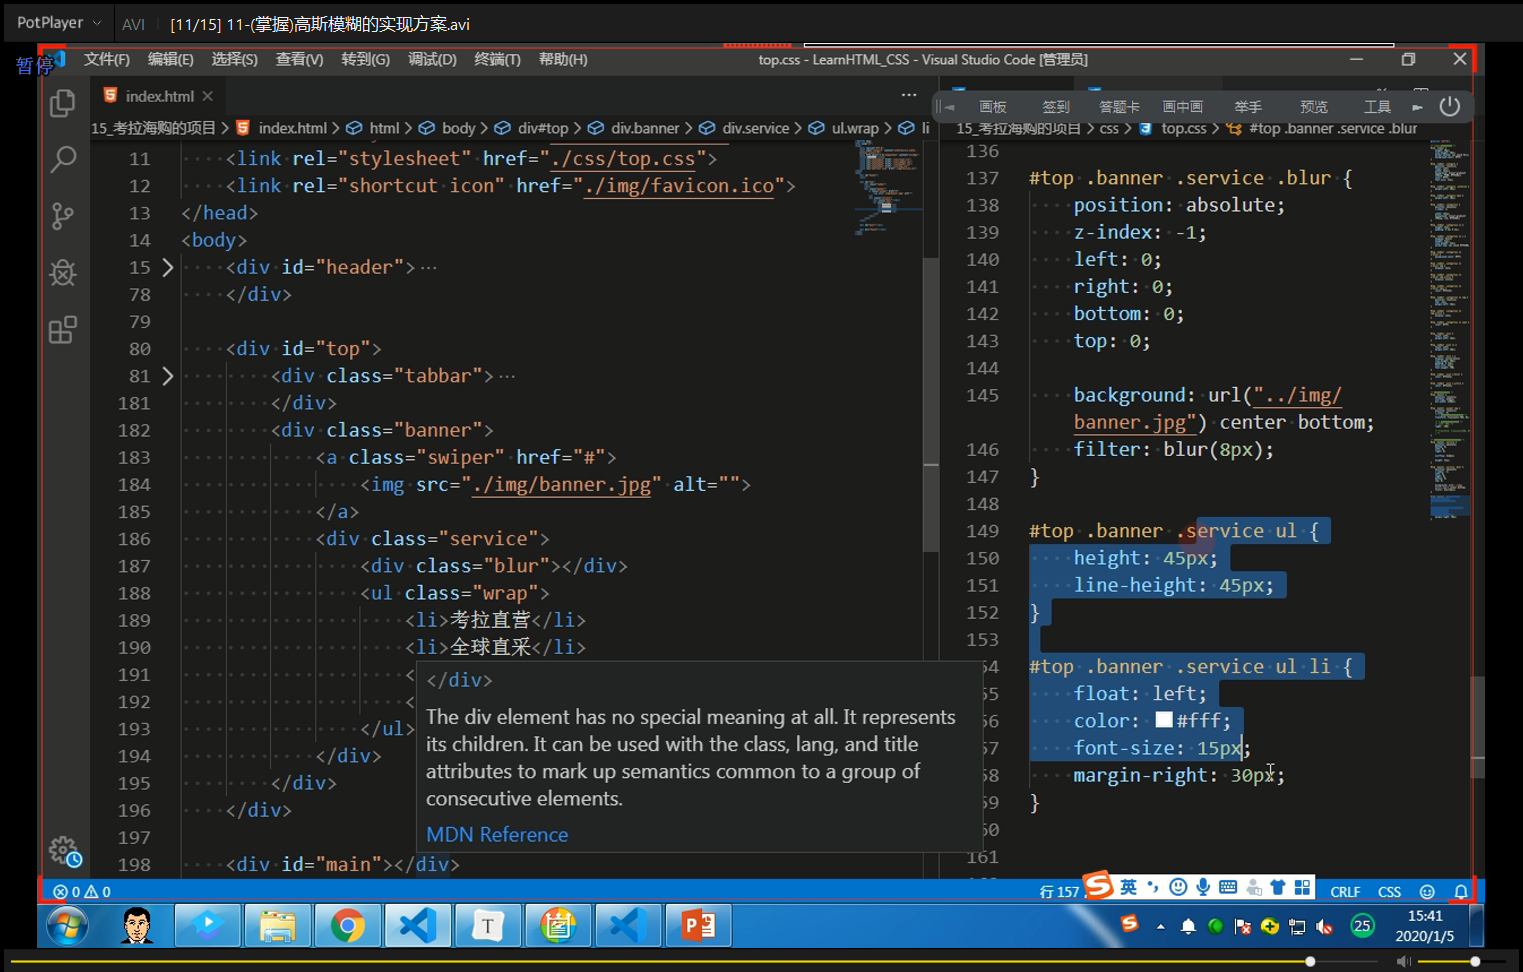 PotPlayer AVI [11/15] 11-(掌握)高斯模糊的实现方案.avi
暂停
文件(F) 编辑(E) 选择(S) 查看(V) 转到(G) 调试(D) 终端(T) 帮助(H) top.css - LearnHTML_CSS - Visual Studio Code [管理员]
index.html
画板 签到 答题卡 画中画 举手 预览 工具
15_考拉海购的项目 > index.html > html > body > div#top > div.banner > div.service > ul.wrap > li
11 <link rel="stylesheet" href="./css/top.css">
12 <link rel="shortcut icon" href="./img/favicon.ico">
13 </head>
14 <body>
15 <div id="header">…
78 </div>
79
80 <div id="top">
81 <div class="tabbar">…
181 </div>
182 <div class="banner">
183 <a class="swiper" href="#">
184 <img src="./img/banner.jpg" alt="">
185 </a>
186 <div class="service">
187 <div class="blur"></div>
188 <ul class="wrap">
189 <li>考拉直营</li>
190 <li>全球直采</li>
191 <
192 <
193 </ul>
194 </div>
195 </div>
196 </div>
197
198 <div id="main"></div>
</div>
The div element has no special meaning at all. It represents
its children. It can be used with the class, lang, and title
attributes to mark up semantics common to a group of
consecutive elements.
MDN Reference
15_考拉海购的项目 > css > top.css > #top .banner .service .blur
136
137 #top .banner .service .blur {
138 position: absolute;
139 z-index: -1;
140 left: 0;
141 right: 0;
142 bottom: 0;
143 top: 0;
144
145 background: url("../img/
banner.jpg") center bottom;
146 filter: blur(8px);
147 }
148
149 #top .banner .service ul {
150 height: 45px;
151 line-height: 45px;
152 }
153
54 #top .banner .service ul li {
55 float: left;
56 color: #fff;
57 font-size: 15px;
58 margin-right: 30px;
59 }
60
161
0 0 行 157 英 CRLF CSS
T 25 15:41
2020/1/5